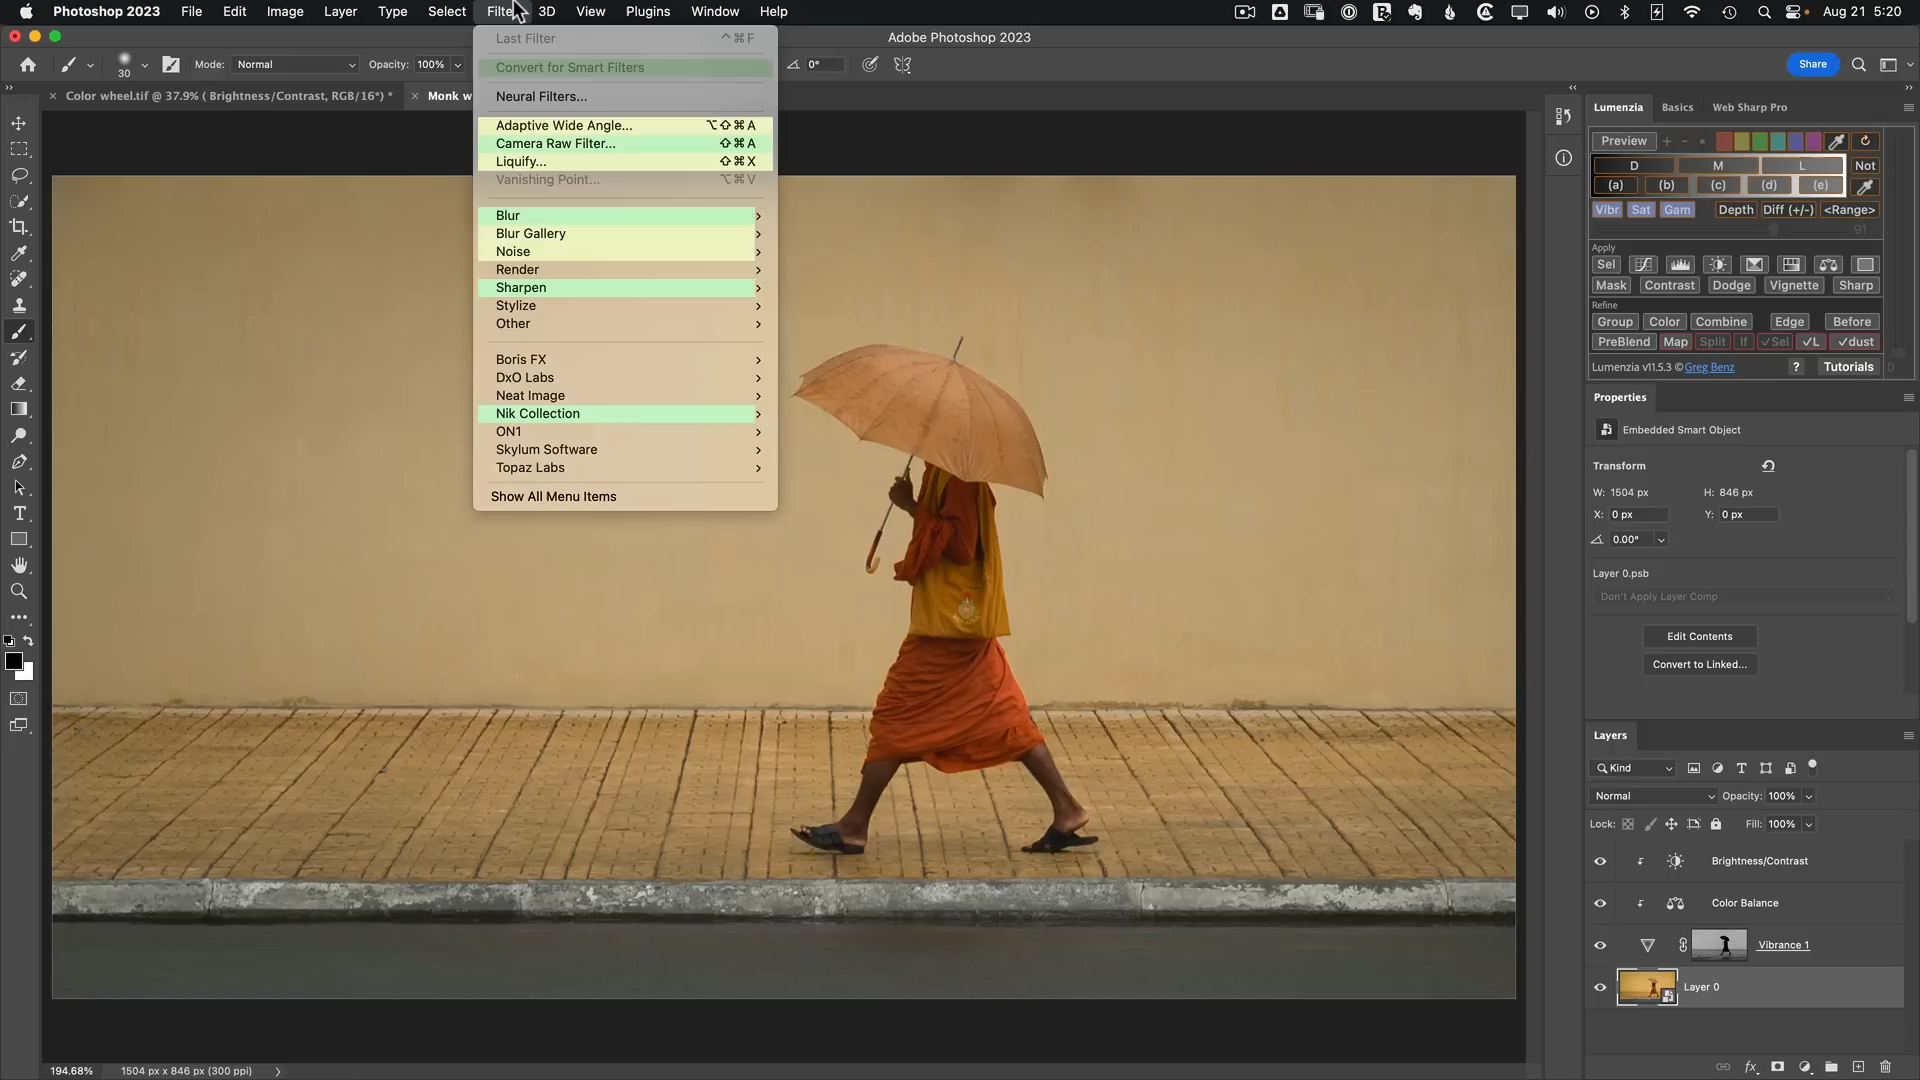 Photoshop 2023 File Edit Image Layer Type Select Filte 3D View Plugins Window Help Aug 21 5:20
Adobe Photoshop 2023
30 Mode: Normal Opacity: 100% 0° Share
Color wheel.tif @ 37.9% ( Brightness/Contrast, RGB/16*) * Monk w
Last Filter ^⌘F
Convert for Smart Filters
Neural Filters...
Adaptive Wide Angle... ⌥⇧⌘A
Camera Raw Filter... ⇧⌘A
Liquify... ⇧⌘X
Vanishing Point... ⌥⌘V
Blur
Blur Gallery
Noise
Render
Sharpen
Stylize
Other
Boris FX
DxO Labs
Neat Image
Nik Collection
ON1
Skylum Software
Topaz Labs
Show All Menu Items
Lumenzia Basics Web Sharp Pro
Preview + - 
D M L Not
(a) (b) (c) (d) (e)
Vibr Sat Gam Depth Diff (+/-) <Range>
91
Apply
Sel
Mask Contrast Dodge Vignette Sharp
Refine
Group Color Combine Edge Before
PreBlend Map Split If ✓Sel ✓L ✓dust
Lumenzia v11.5.3 © Greg Benz ? Tutorials 0
Properties
Embedded Smart Object
Transform
W: 1504 px H: 846 px
X: 0 px Y: 0 px
0.00°
Layer 0.psb
Don't Apply Layer Comp
Edit Contents
Convert to Linked...
Layers
Kind
Normal Opacity: 100%
Lock: Fill: 100%
Brightness/Contrast
Color Balance
Vibrance 1
Layer 0
194.68% 1504 px x 846 px (300 ppi)